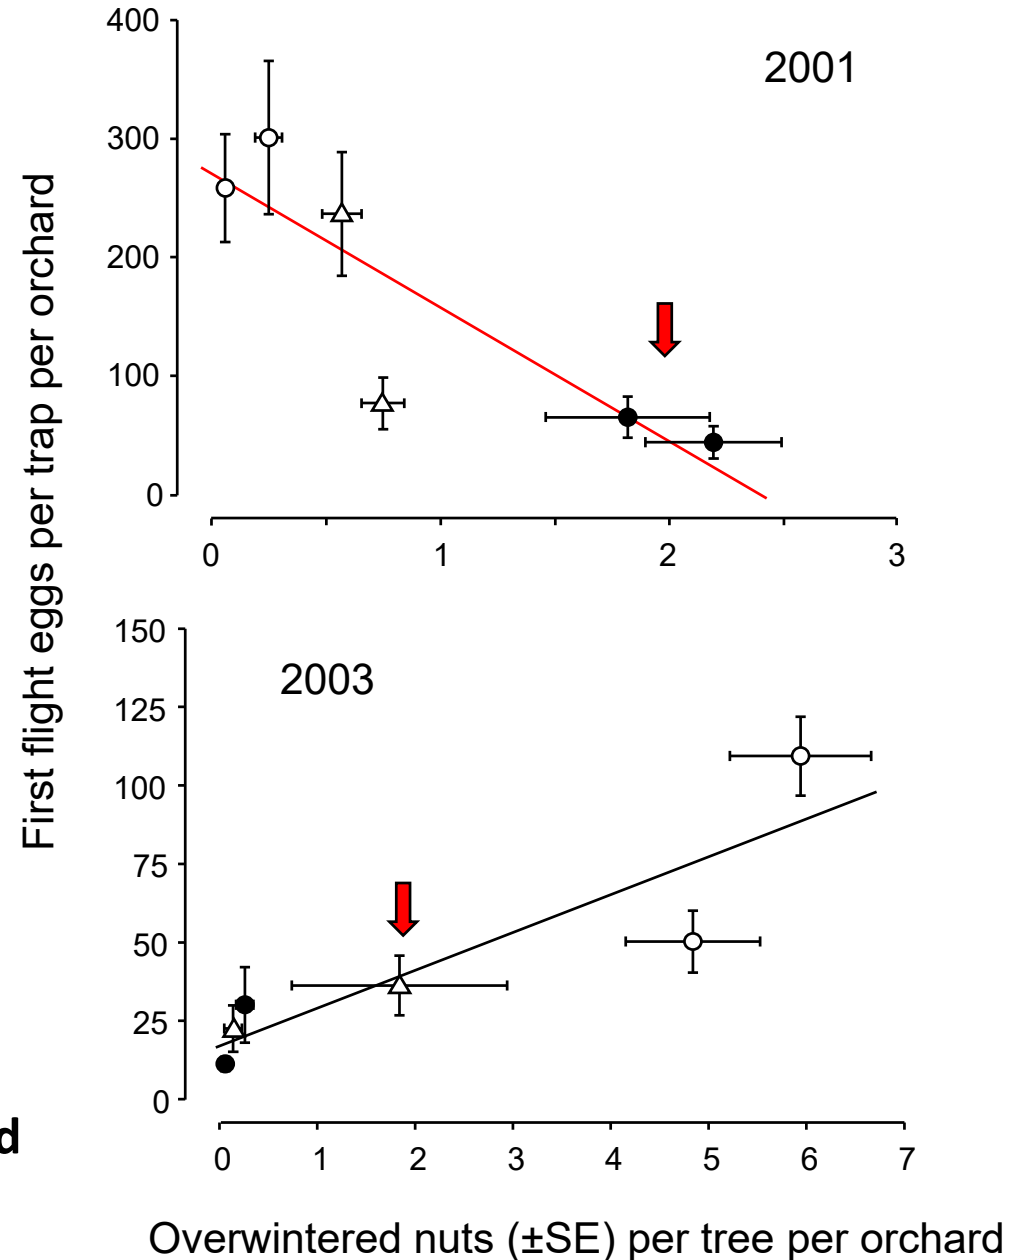 First flight eggs per trap per orchard
400
300
200
100
0
2001
0 1 2 3
150
125
100
75
50
25
0
2003
0 1 2 3 4 5 6 7
d
Overwintered nuts (±SE) per tree per orchard